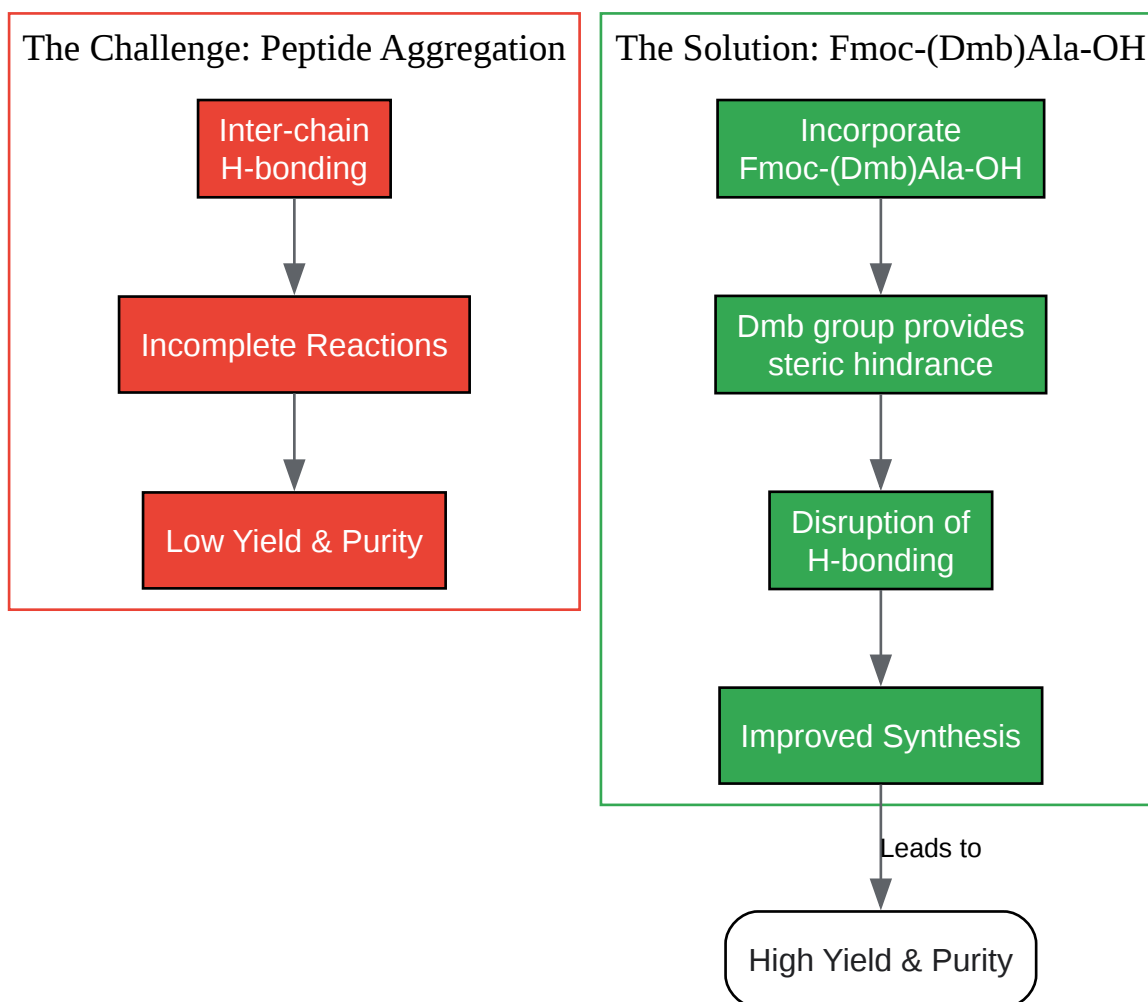 The Challenge: Peptide Aggregation
Inter-chain
H-bonding
Incomplete Reactions
Low Yield & Purity
The Solution: Fmoc-(Dmb)Ala-OH
Incorporate
Fmoc-(Dmb)Ala-OH
Dmb group provides
steric hindrance
Disruption of
H-bonding
Improved Synthesis
Leads to
High Yield & Purity